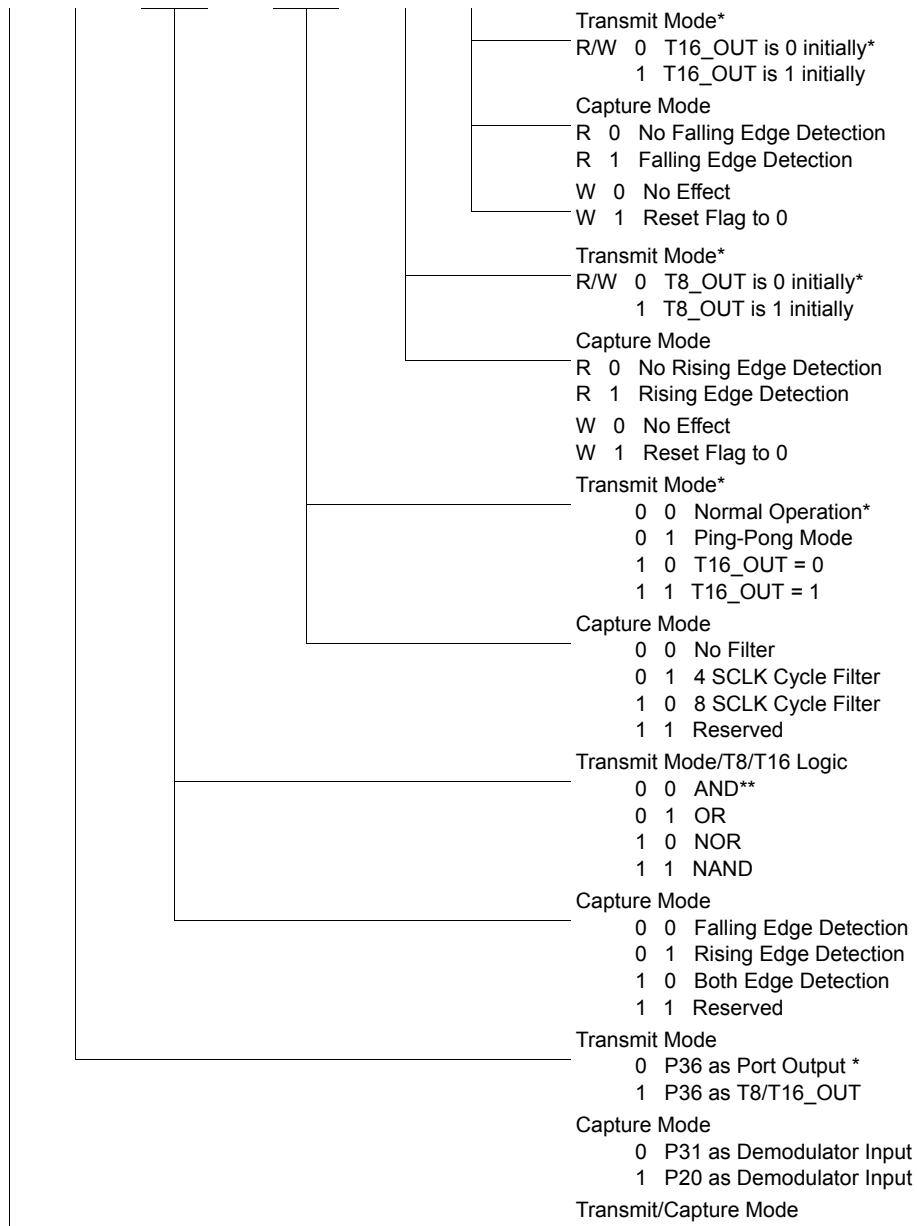 Transmit Mode*
R/W 0 T16_OUT is 0 initially*
1 T16_OUT is 1 initially
Capture Mode
R 0 No Falling Edge Detection
R 1 Falling Edge Detection
W 0 No Effect
W 1 Reset Flag to 0
Transmit Mode*
R/W 0 T8_OUT is 0 initially*
1 T8_OUT is 1 initially
Capture Mode
R 0 No Rising Edge Detection
R 1 Rising Edge Detection
W 0 No Effect
W 1 Reset Flag to 0
Transmit Mode*
0 0 Normal Operation*
0 1 Ping-Pong Mode
1 0 T16_OUT = 0
1 1 T16_OUT = 1
Capture Mode
0 0 No Filter
0 1 4 SCLK Cycle Filter
1 0 8 SCLK Cycle Filter
1 1 Reserved
Transmit Mode/T8/T16 Logic
0 0 AND**
0 1 OR
1 0 NOR
1 1 NAND
Capture Mode
0 0 Falling Edge Detection
0 1 Rising Edge Detection
1 0 Both Edge Detection
1 1 Reserved
Transmit Mode
0 P36 as Port Output *
1 P36 as T8/T16_OUT
Capture Mode
0 P31 as Demodulator Input
1 P20 as Demodulator Input
Transmit/Capture Mode